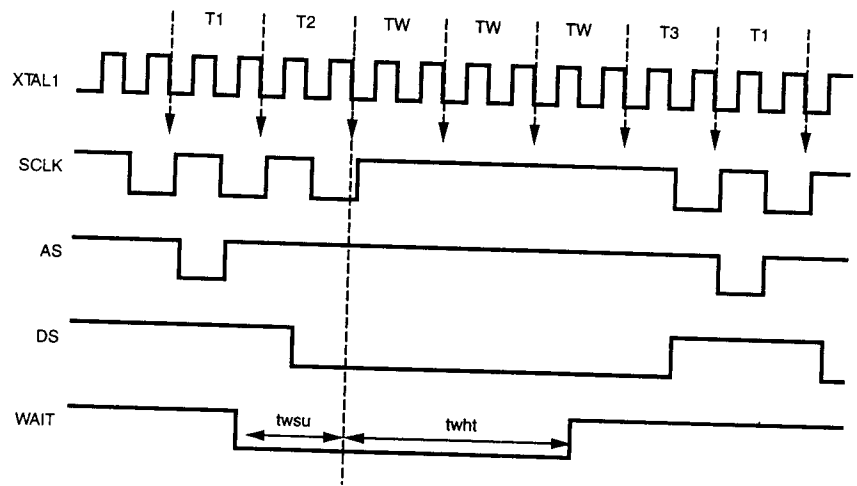 T1 T2 TW TW TW T3 T1
XTAL1
SCLK
AS
DS
WAIT
twsu twht